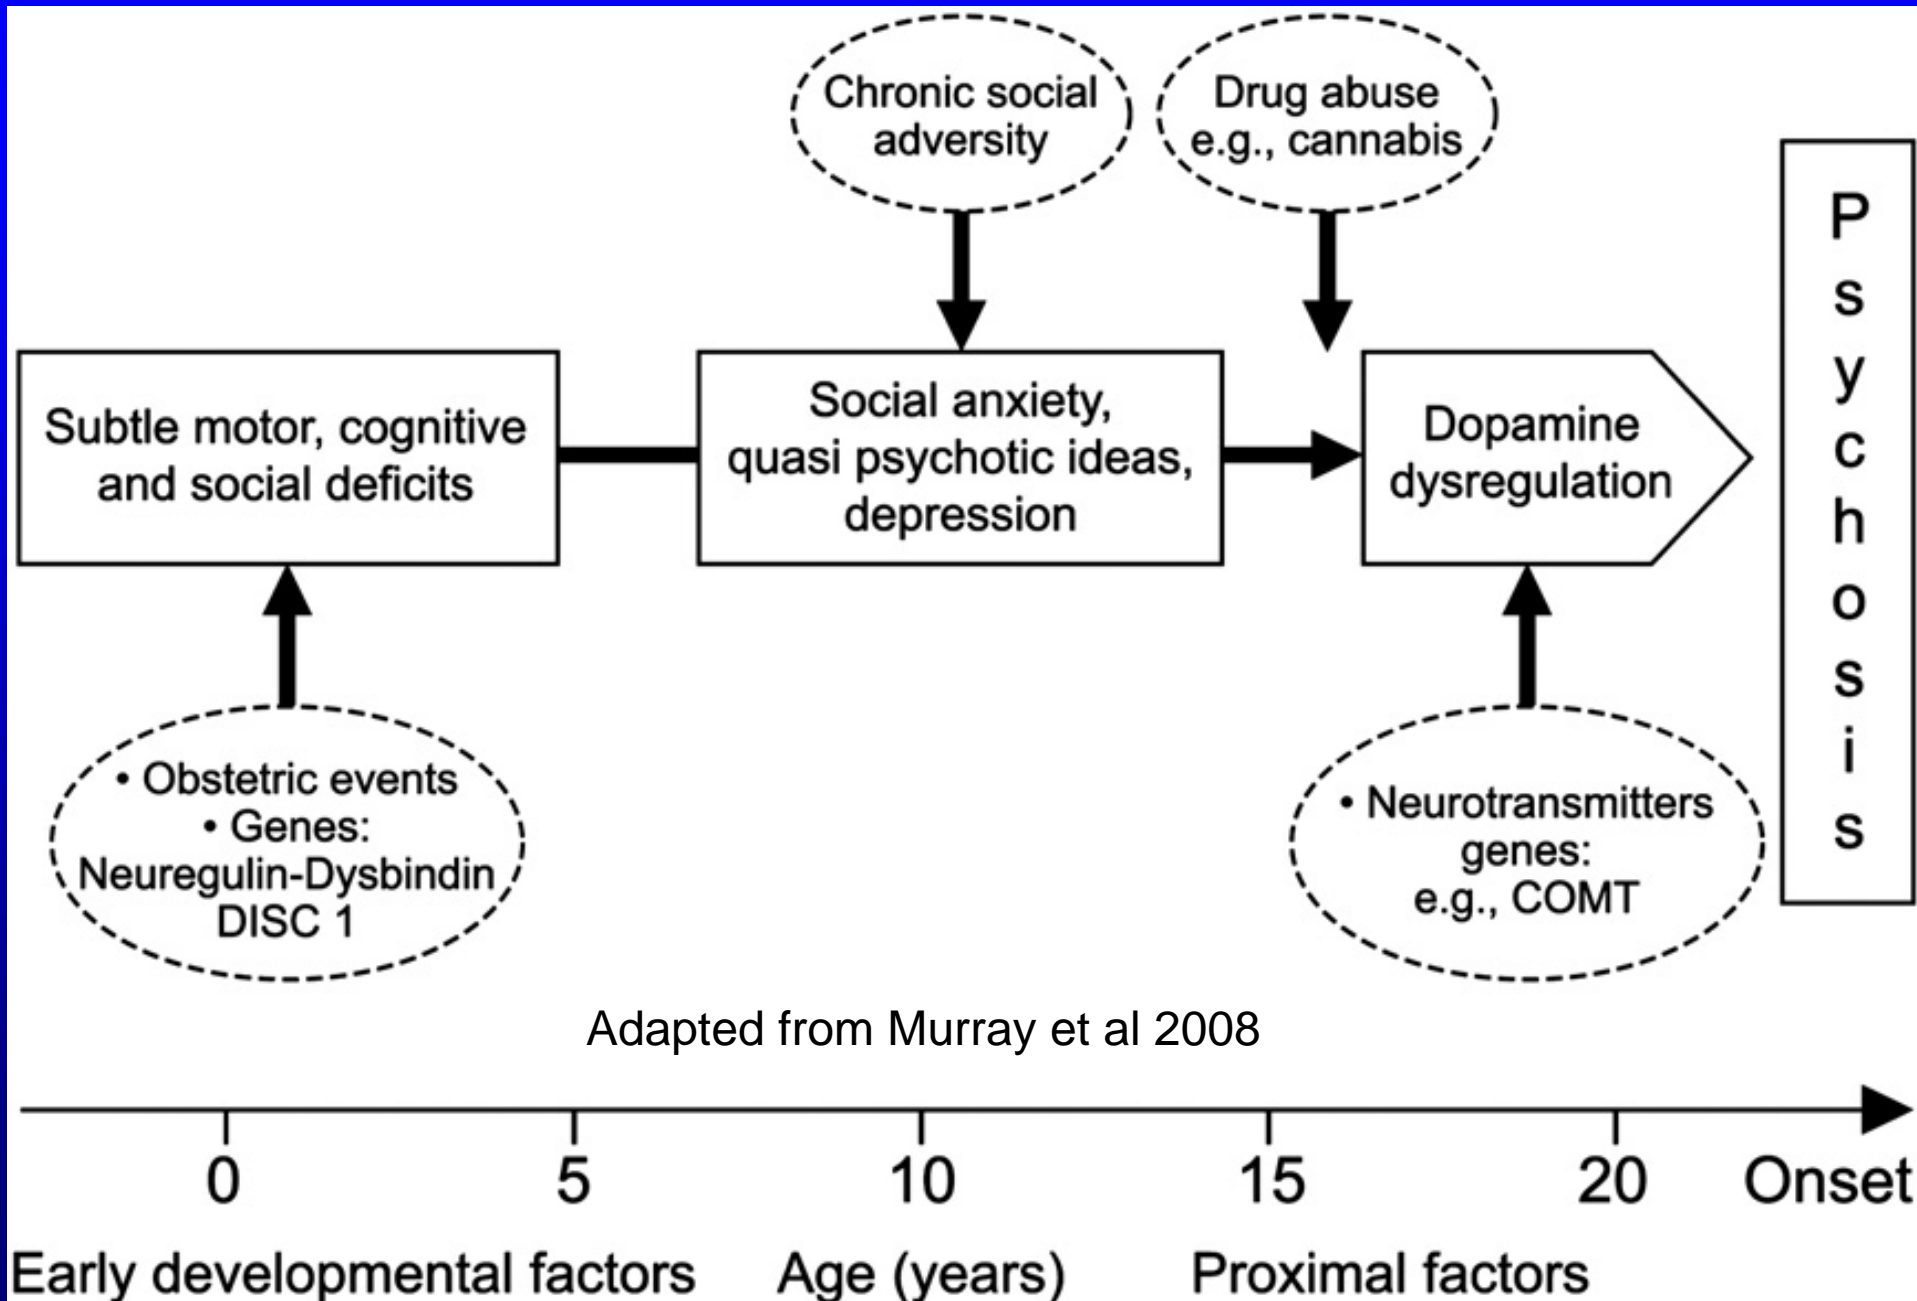 Chronic social
adversity
Drug abuse
e.g., cannabis
Subtle motor, cognitive
and social deficits
Social anxiety,
quasi psychotic ideas,
depression
Dopamine
dysregulation
Psychosis
• Obstetric events
• Genes:
Neuregulin-Dysbindin
DISC 1
• Neurotransmitters
genes:
e.g., COMT
Adapted from Murray et al 2008
0 5 10 15 20 Onset
Early developmental factors Age (years) Proximal factors